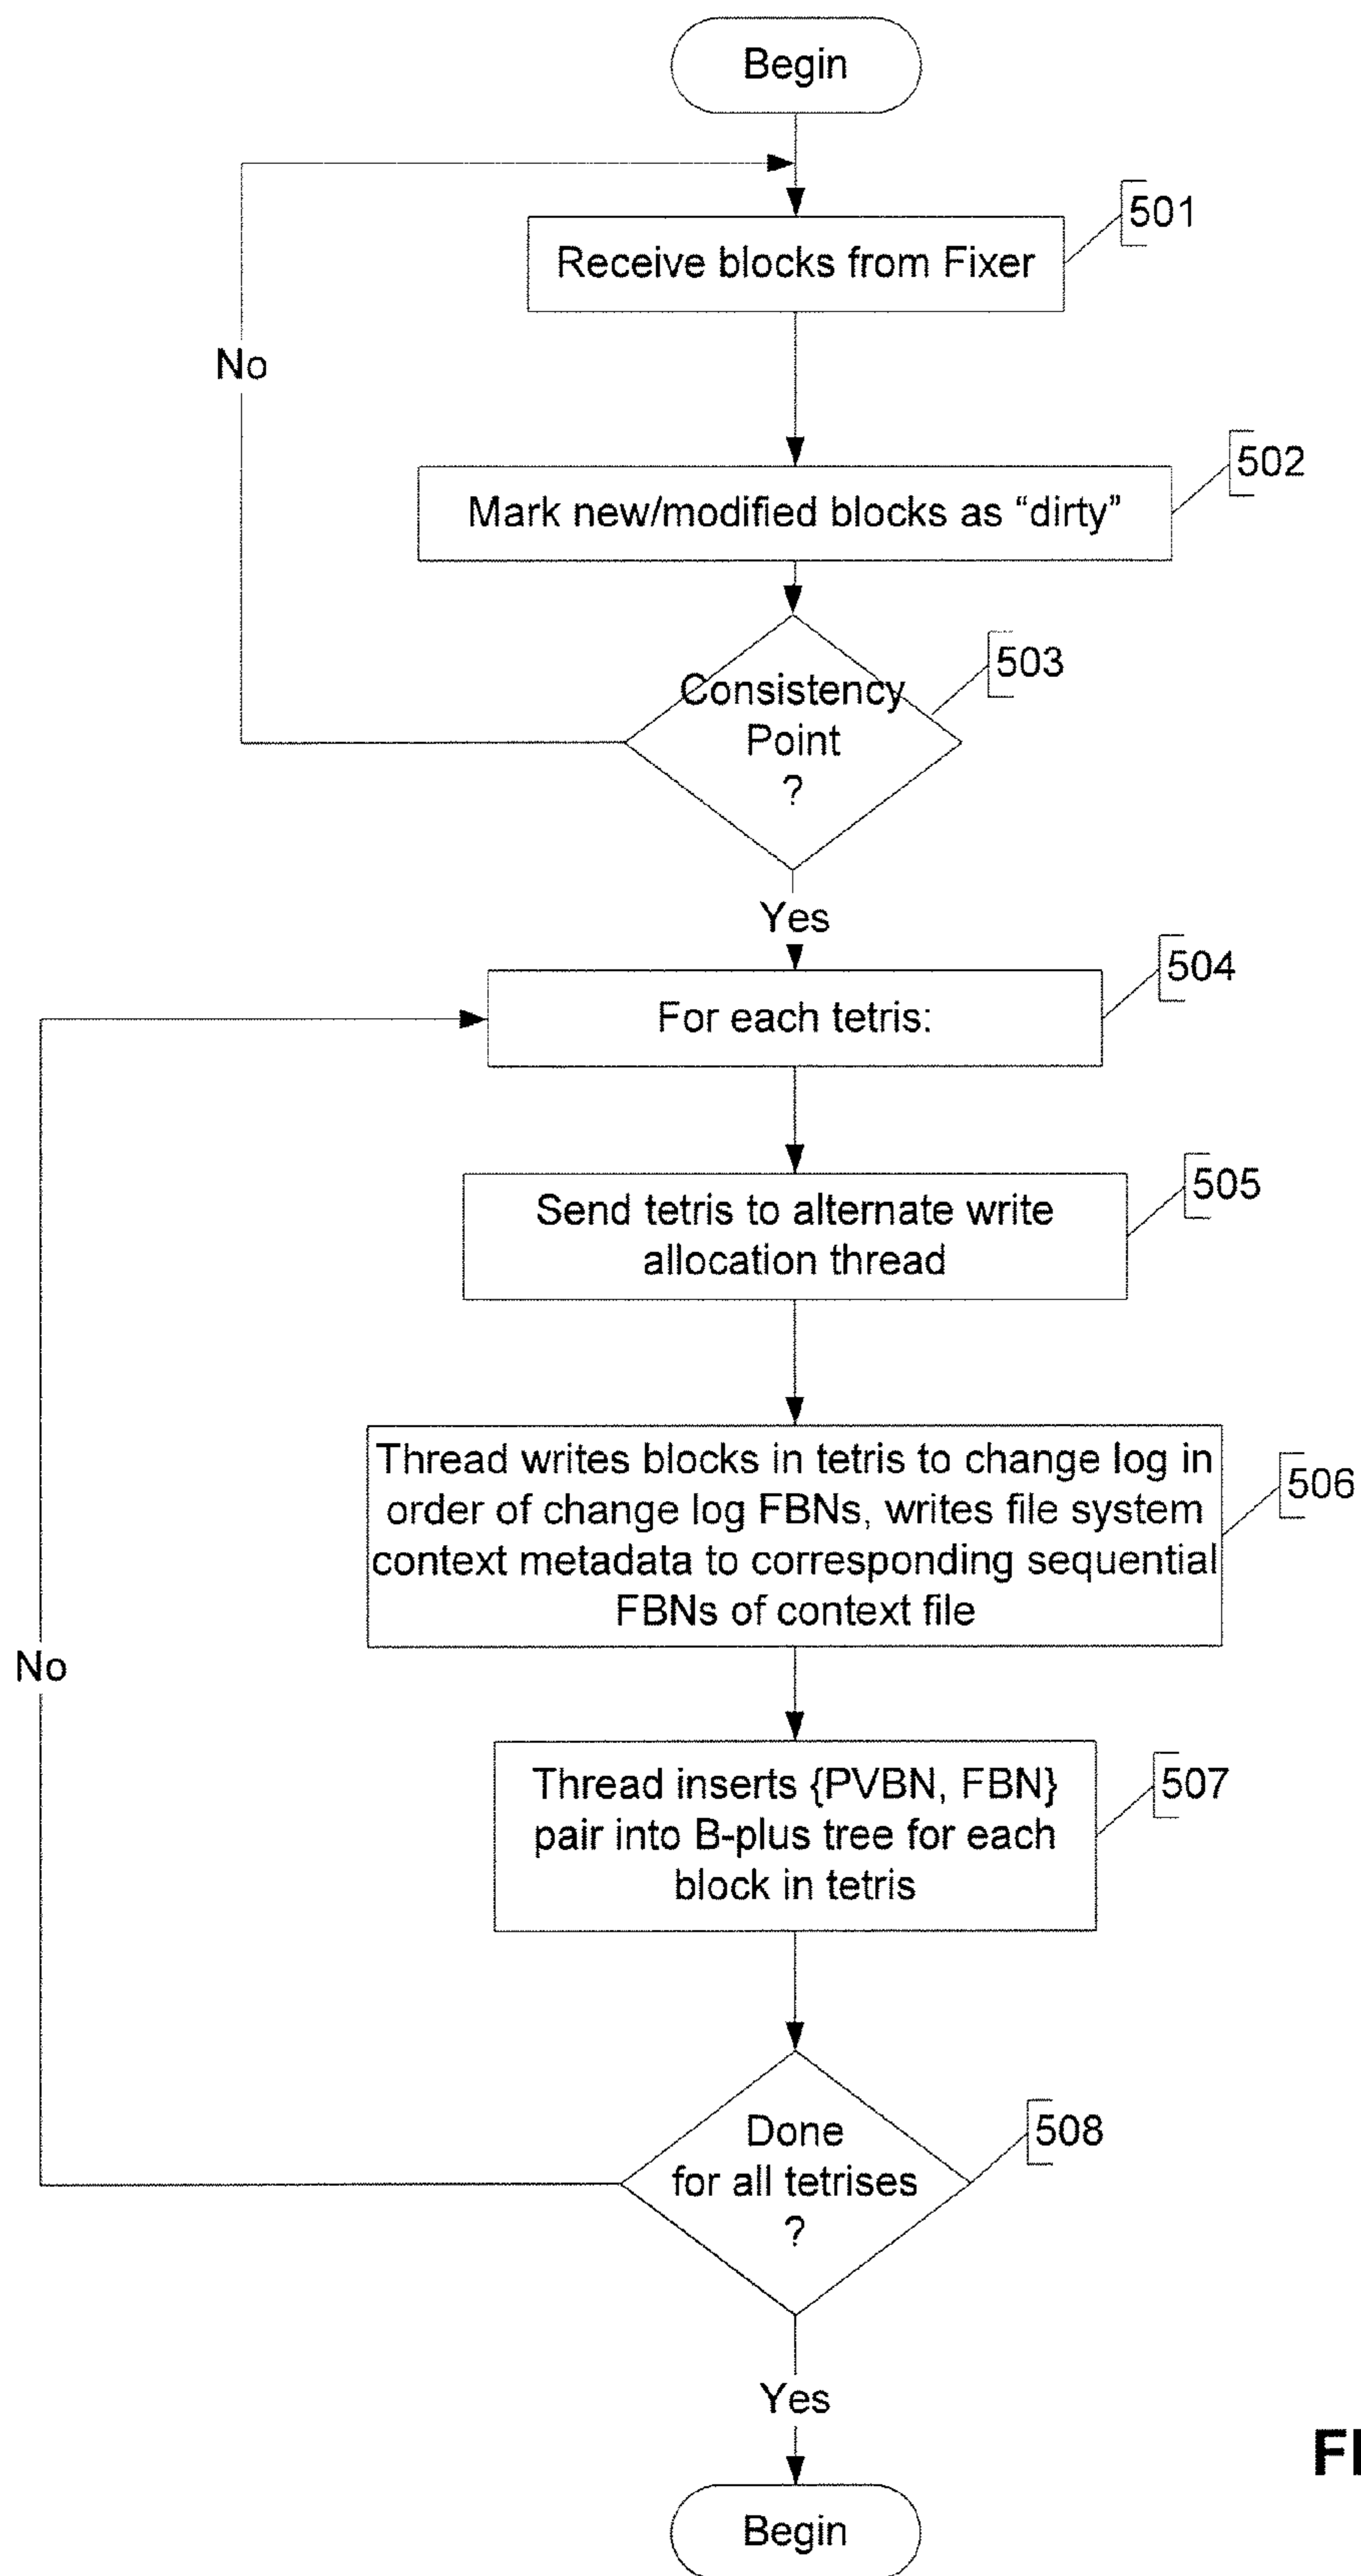 Begin
501
Receive blocks from Fixer
No
502
Mark new/modified blocks as “dirty”
503
Consistency
Point
?
Yes
504
For each tetris:
505
Send tetris to alternate write
allocation thread
506
Thread writes blocks in tetris to change log in
order of change log FBNs, writes file system
context metadata to corresponding sequential
FBNs of context file
No
507
Thread inserts {PVBN, FBN}
pair into B-plus tree for each
block in tetris
508
Done
for all tetrises
?
Yes
Begin